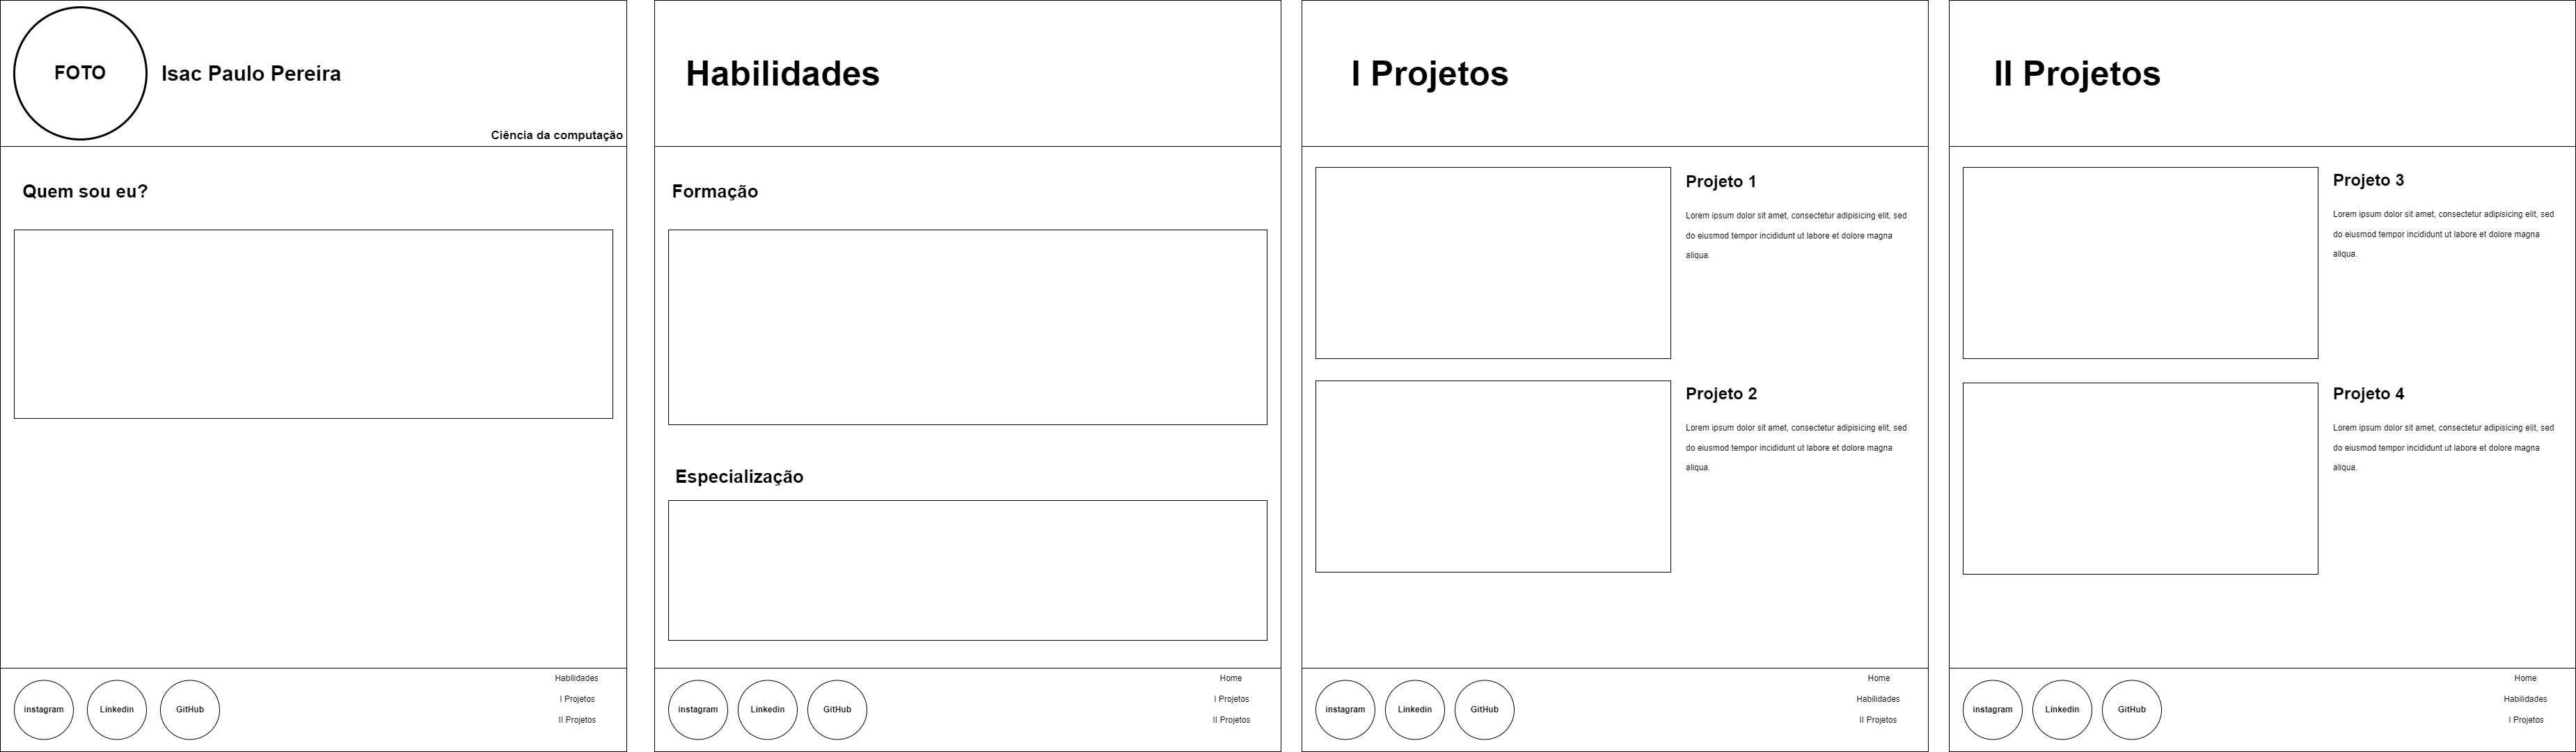 FOTO
Isac Paulo Pereira
Ciência da computação
Quem sou eu?
instagram
Linkedin
GitHub
Habilidades
I Projetos
II Projetos
Habilidades
Formação
Especialização
instagram
Linkedin
GitHub
Home
I Projetos
II Projetos
I Projetos
Projeto 1
Lorem ipsum dolor sit amet, consectetur adipisicing elit, sed
do eiusmod tempor incididunt ut labore et dolore magna
aliqua.
Projeto 2
Lorem ipsum dolor sit amet, consectetur adipisicing elit, sed
do eiusmod tempor incididunt ut labore et dolore magna
aliqua.
instagram
Linkedin
GitHub
Home
Habilidades
II Projetos
II Projetos
Projeto 3
Lorem ipsum dolor sit amet, consectetur adipisicing elit, sed
do eiusmod tempor incididunt ut labore et dolore magna
aliqua.
Projeto 4
Lorem ipsum dolor sit amet, consectetur adipisicing elit, sed
do eiusmod tempor incididunt ut labore et dolore magna
aliqua.
instagram
Linkedin
GitHub
Home
Habilidades
I Projetos